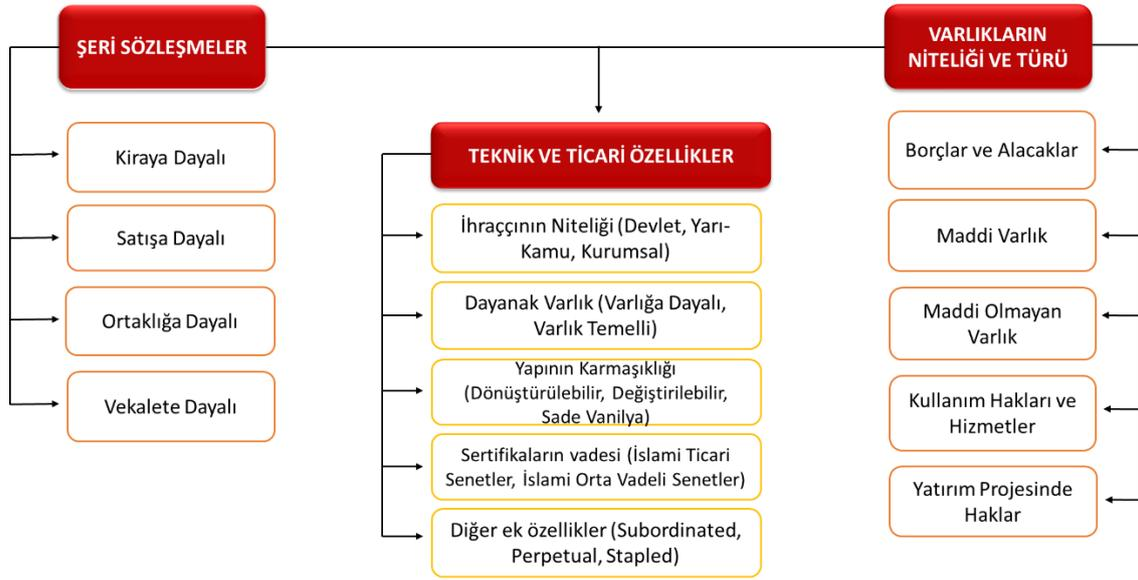 ŞERİ SÖZLEŞMELER
Kiraya Dayalı
Satışa Dayalı
Ortaklığa Dayalı
Vekalete Dayalı
TEKNİK VE TİCARİ ÖZELLİKLER
İhraççının Niteliği (Devlet, Yarı-
Kamu, Kurumsal)
Dayanak Varlık (Varlığa Dayalı,
Varlık Temelli)
Yapının Karmaşıklığı
(Dönüştürülebilir, Değiştirilebilir,
Sade Vanilya)
Sertifikaların vadesi (İslami Ticari
Senetler, İslami Orta Vadeli Senetler)
Diğer ek özellikler (Subordinated,
Perpetual, Stapled)
VARLIKLARIN
NİTELİĞİ VE TÜRÜ
Borçlar ve Alacaklar
Maddi Varlık
Maddi Olmayan
Varlık
Kullanım Hakları ve
Hizmetler
Yatırım Projesinde
Haklar